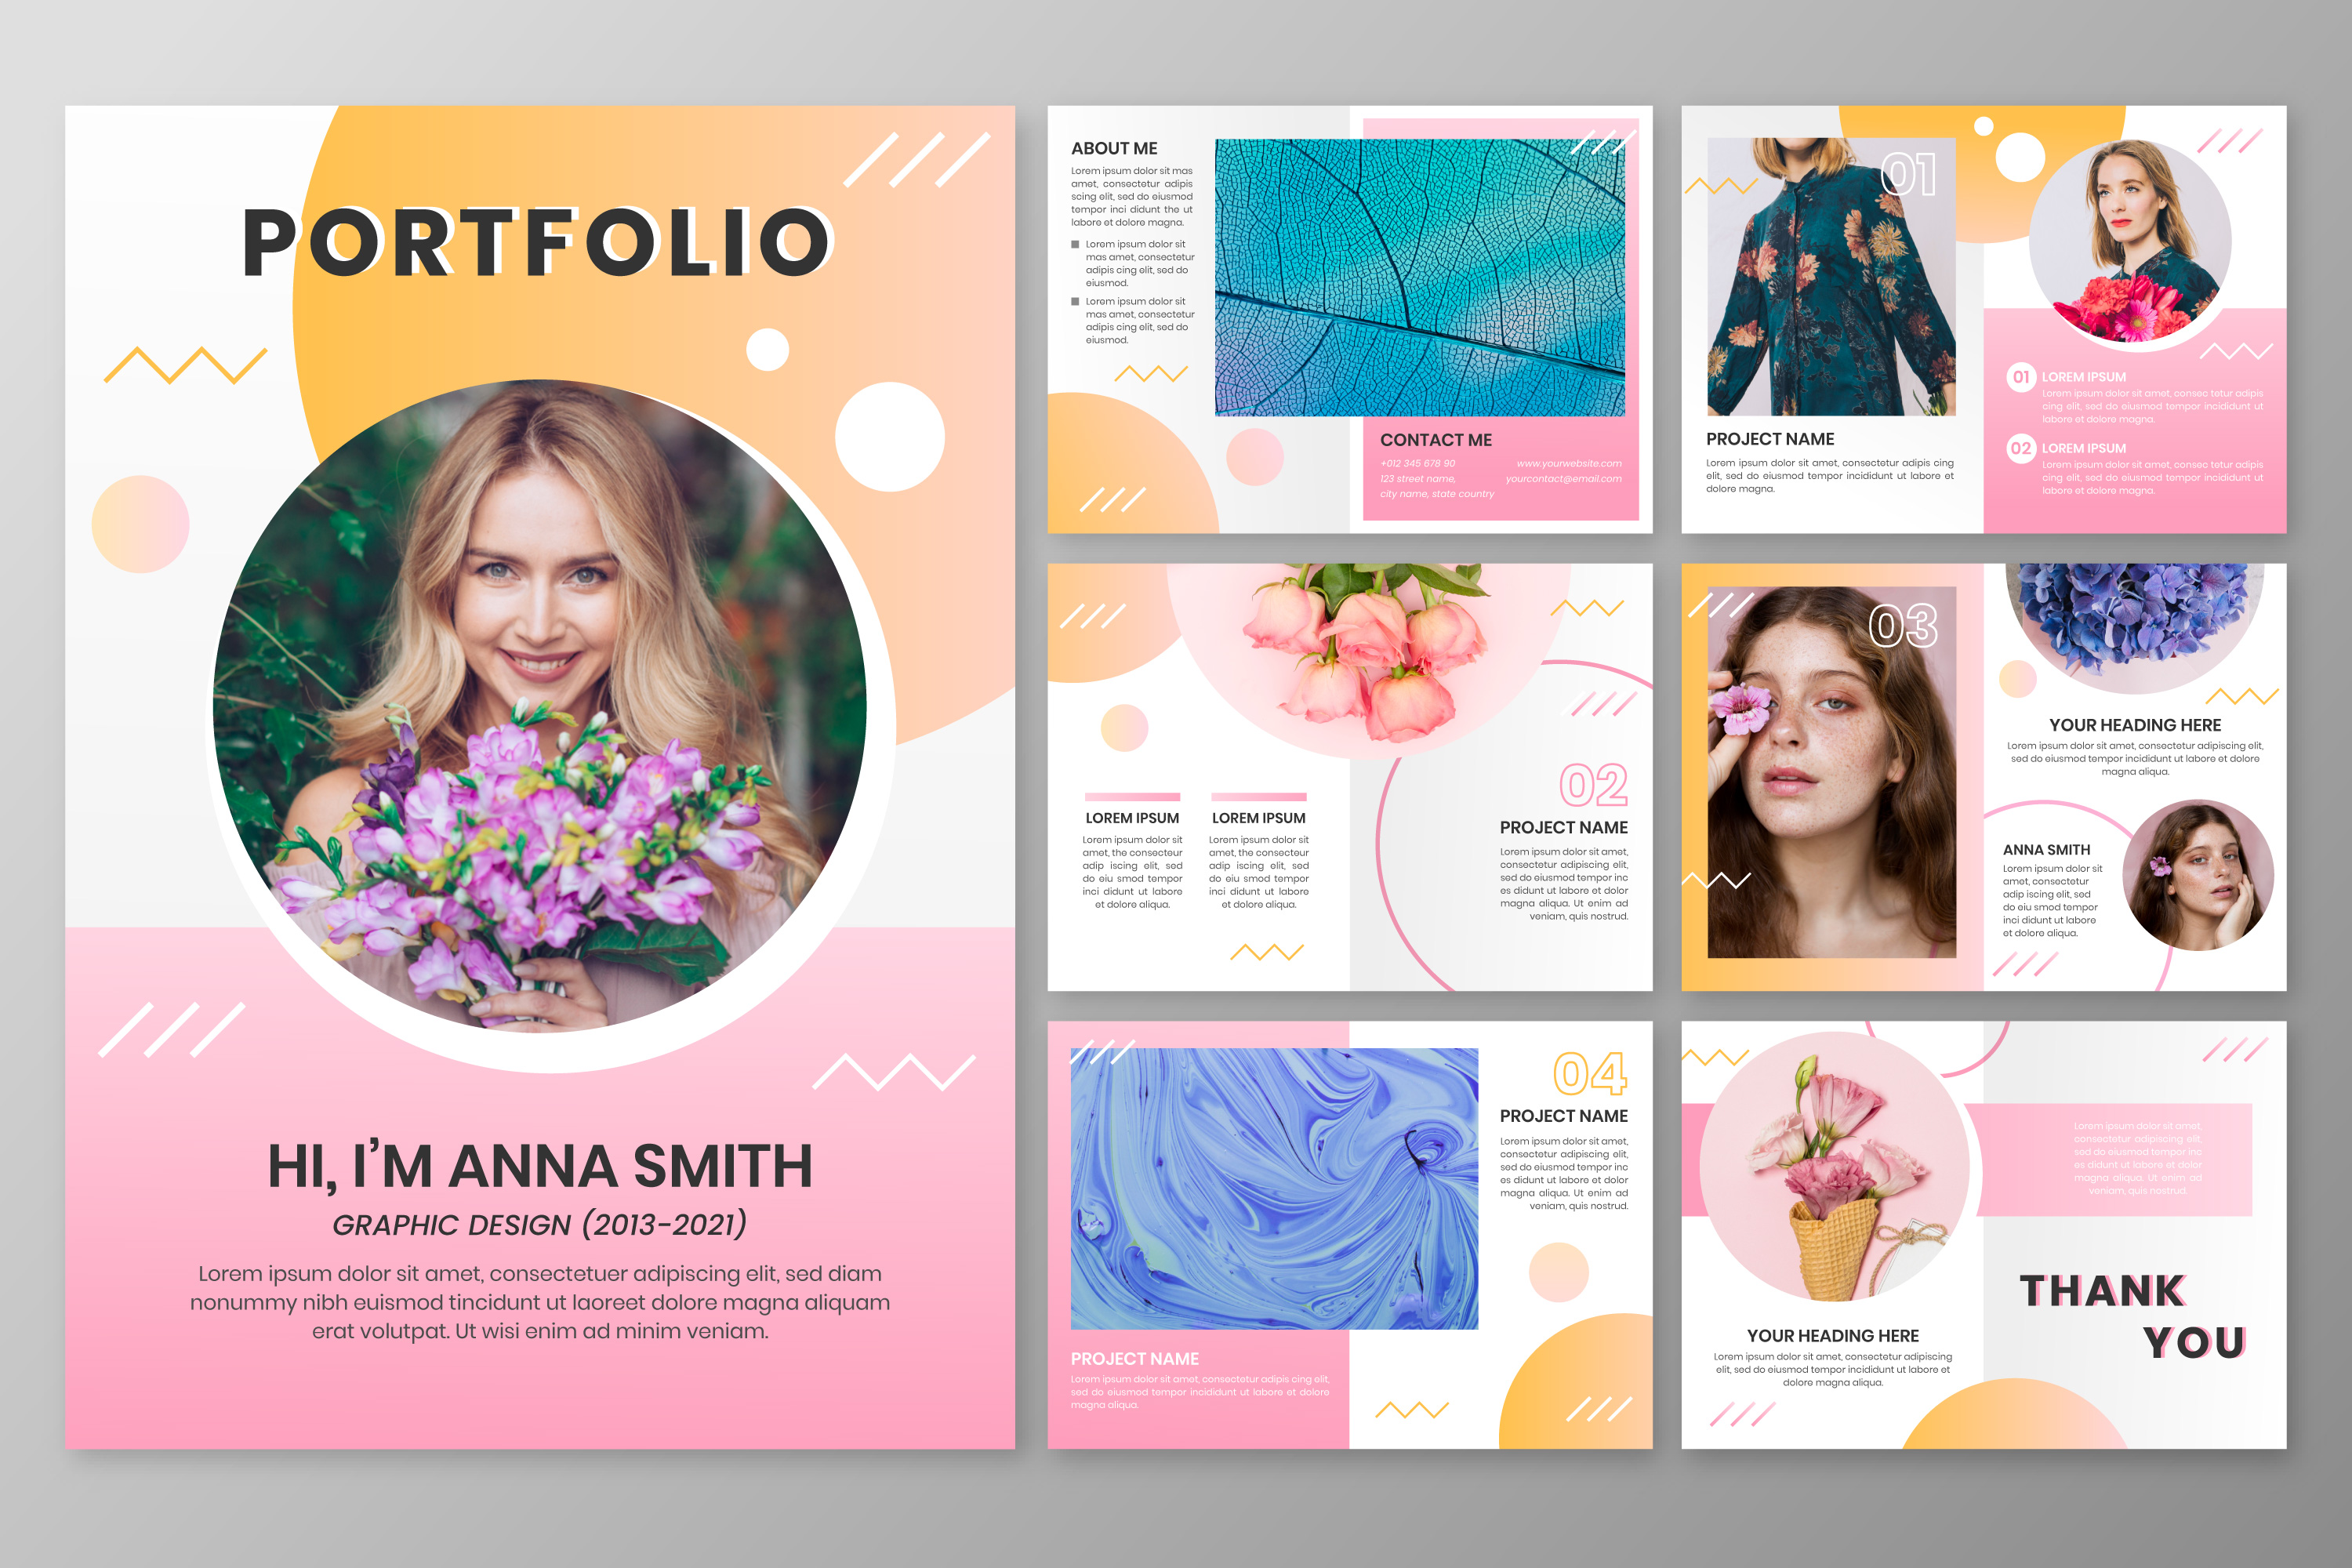 PORTFOLIO
HI, I'M ANNA SMITH
GRAPHIC DESIGN (2013-2021)
Lorem ipsum dolor sit amet, consectetuer adipiscing elit, sed diam
nonummy nibh euismod tincidunt ut laoreet dolore magna aliquam
erat volutpat. Ut wisi enim ad minim veniam.
ABOUT ME
Lorem ipsum dolor sit mas
amet, consectetur adipis
scing elit, sed do eiusmod
tempor inci didunt the ut
labore et dolore magna.
Lorem ipsum dolor sit
mas amet, consectetur
adipis cing elit, sed do
eiusmod.
Lorem ipsum dolor sit
mas amet, consectetur
adipis cing elit, sed do
eiusmod.
CONTACT ME
+012 345 678 90
123 street name,
city name, state country
www.yourwebsite.com
yourcontact@email.com
01
PROJECT NAME
Lorem ipsum dolor sit amet, consectetur adipis cing
elit, sed do eiusmod tempor incididunt ut labore et
dolore magna.
01 LOREM IPSUM
Lorem ipsum dolor sit amet, consec tetur adipis
cing elit, sed do eiusmod tempor incididunt ut
labore et dolore magna.
02 LOREM IPSUM
Lorem ipsum dolor sit amet, consec tetur adipis
cing elit, sed do eiusmod tempor incididunt ut
labore et dolore magna.
LOREM IPSUM
Lorem ipsum dolor sit
amet, the consecteur
adip iscing elit, sed
do eiu smod tempor
inci didunt ut labore
et dolore aliqua.
LOREM IPSUM
Lorem ipsum dolor sit
amet, the consecteur
adip iscing elit, sed
do eiu smod tempor
inci didunt ut labore
et dolore aliqua.
02
PROJECT NAME
Lorem ipsum dolor sit amet,
consectetur adipiscing elit,
sed do eiusmod tempor inc
es didunt ut labore et dolor
magna aliqua. Ut enim ad
veniam, quis nostrud.
03
YOUR HEADING HERE
Lorem ipsum dolor sit amet, consectetur adipiscing elit,
sed do eiusmod tempor incididunt ut labore et dolore
magna aliqua.
ANNA SMITH
Lorem ipsum dolor sit
amet, consectetur
adip iscing elit, sed
do eiu smod tempor
inci didunt ut labore
et dolore aliqua.
PROJECT NAME
Lorem ipsum dolor sit amet, consectetur adipis cing elit,
sed do eiusmod tempor incididunt ut labore et dolore
magna aliqua.
04
PROJECT NAME
Lorem ipsum dolor sit amet,
consectetur adipiscing elit,
sed do eiusmod tempor inc
es didunt ut labore et dolor
magna aliqua. Ut enim ad
veniam, quis nostrud.
YOUR HEADING HERE
Lorem ipsum dolor sit amet, consectetur adipiscing
elit, sed do eiusmod tempor incididunt ut labore et
dolore magna aliqua.
Lorem ipsum dolor sit amet,
consectetur adipiscing elit,
sed do eiusmod tempor inc
es didunt ut labore et dolor
magna aliqua. Ut enim ad
veniam, quis nostrud.
THANK
YOU